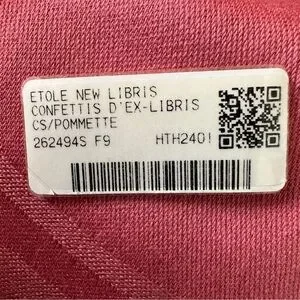 ETOLE NEW LIBRIS
CONFETTIS D'EX-LIBRIS
CS/POMMETTE
262494S F9 HTH2401